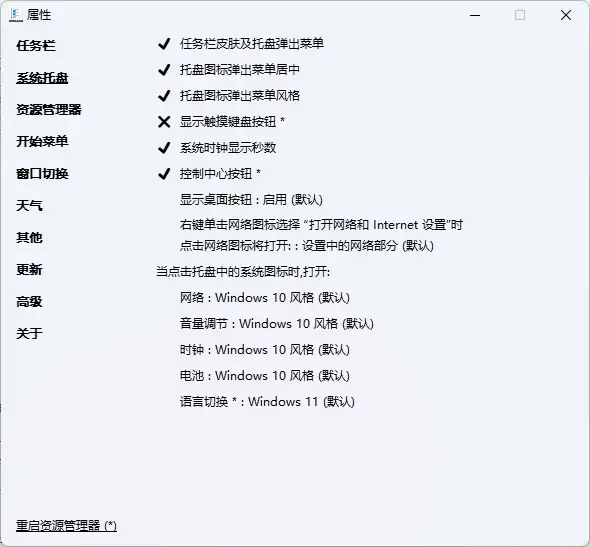 属性
任务栏
系统托盘
资源管理器
开始菜单
窗口切换
天气
其他
更新
高级
关于
任务栏皮肤及托盘弹出菜单
托盘图标弹出菜单居中
托盘图标弹出菜单风格
显示触摸键盘按钮 *
系统时钟显示秒数
控制中心按钮 *
显示桌面按钮 : 启用 (默认)
右键单击网络图标选择 “打开网络和 Internet 设置”时
点击网络图标将打开: : 设置中的网络部分 (默认)
当点击托盘中的系统图标时,打开:
网络 : Windows 10 风格 (默认)
音量调节 : Windows 10 风格 (默认)
时钟 : Windows 10 风格 (默认)
电池 : Windows 10 风格 (默认)
语言切换 * : Windows 11 (默认)
重启资源管理器 (*)